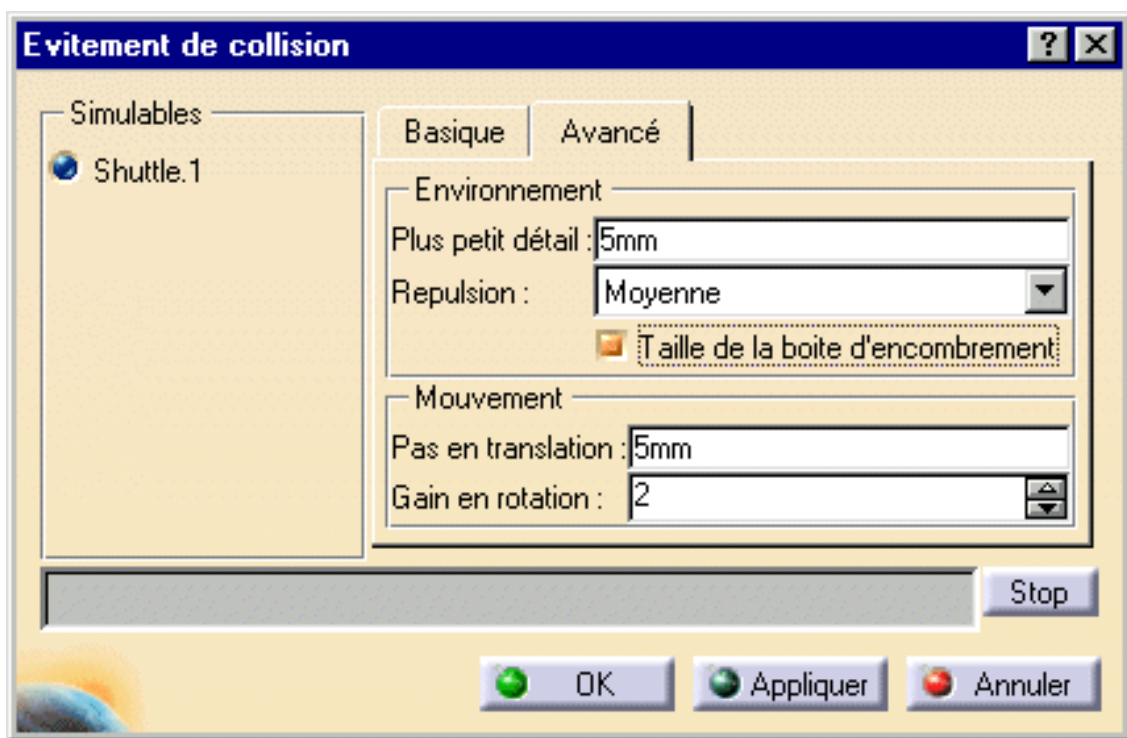 Evitement de collision
Simulables
Shuttle.1
Basique Avancé
Environnement
Plus petit détail : 5mm
Repulsion : Moyenne
Taille de la boite d'encombrement
Mouvement
Pas en translation : 5mm
Gain en rotation : 2
Stop
OK Appliquer Annuler